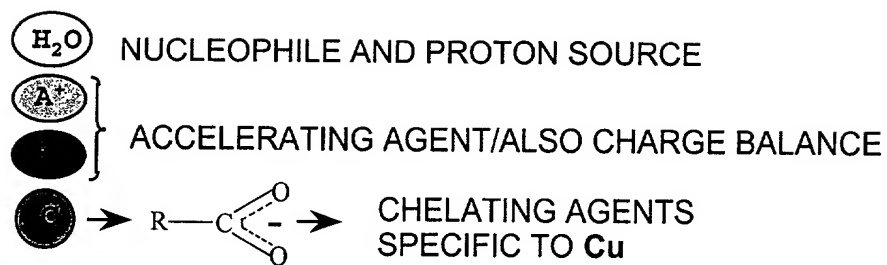 H₂O NUCLEOPHILE AND PROTON SOURCE
A⁺
ACCELERATING AGENT/ALSO CHARGE BALANCE
C R—C O - O CHELATING AGENTS
SPECIFIC TO Cu